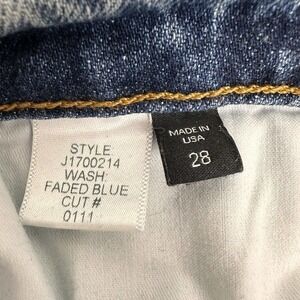 STYLE
J1700214
WASH:
FADED BLUE
CUT #
0111
MADE IN
USA
28